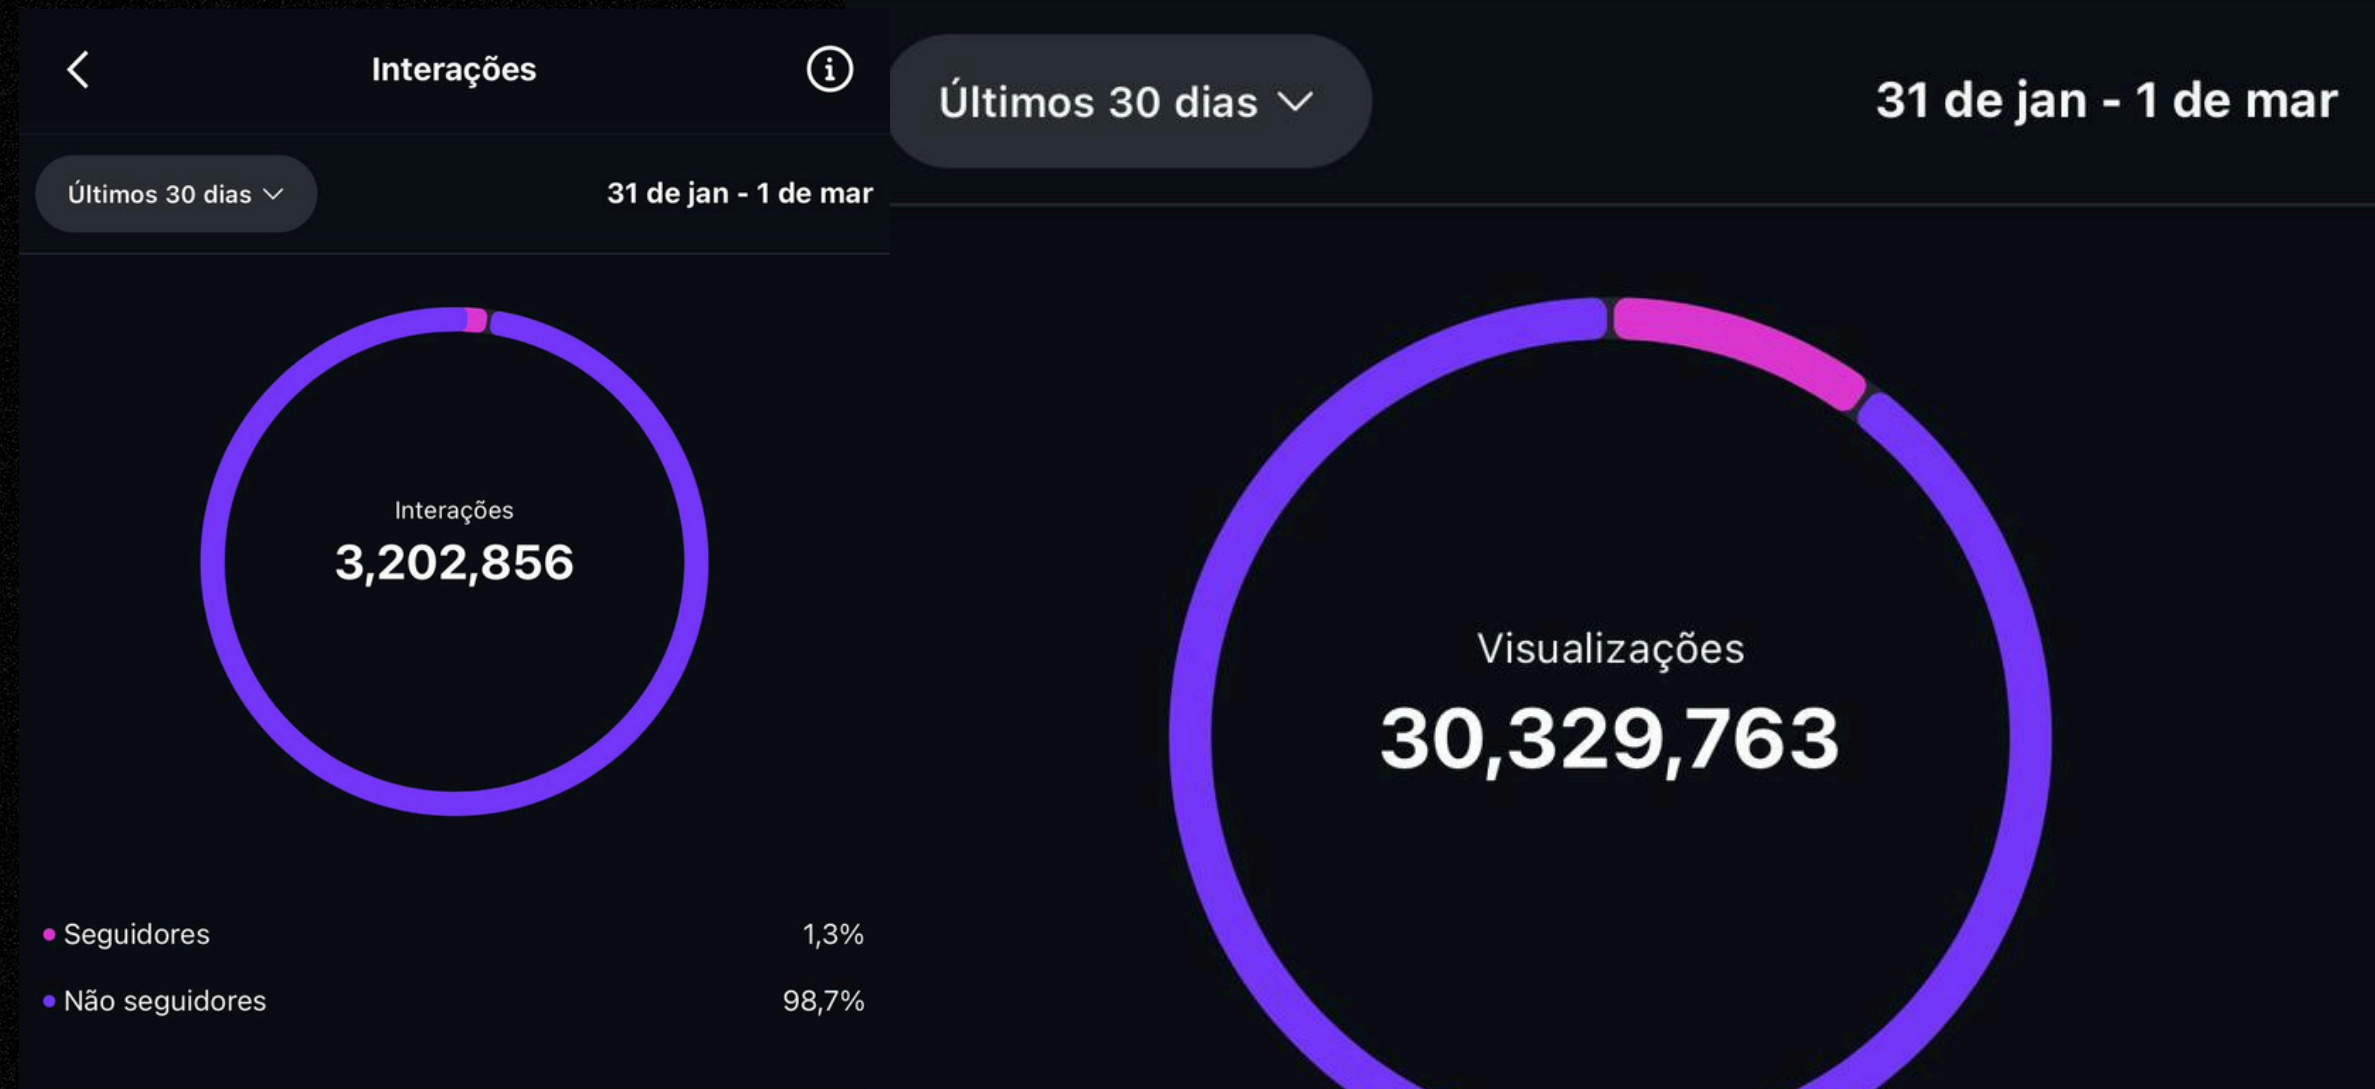 Interações
Últimos 30 dias
31 de jan - 1 de mar
Interações
3,202,856
Seguidores
1,3%
Não seguidores
98,7%
Últimos 30 dias
31 de jan - 1 de mar
Visualizações
30,329,763